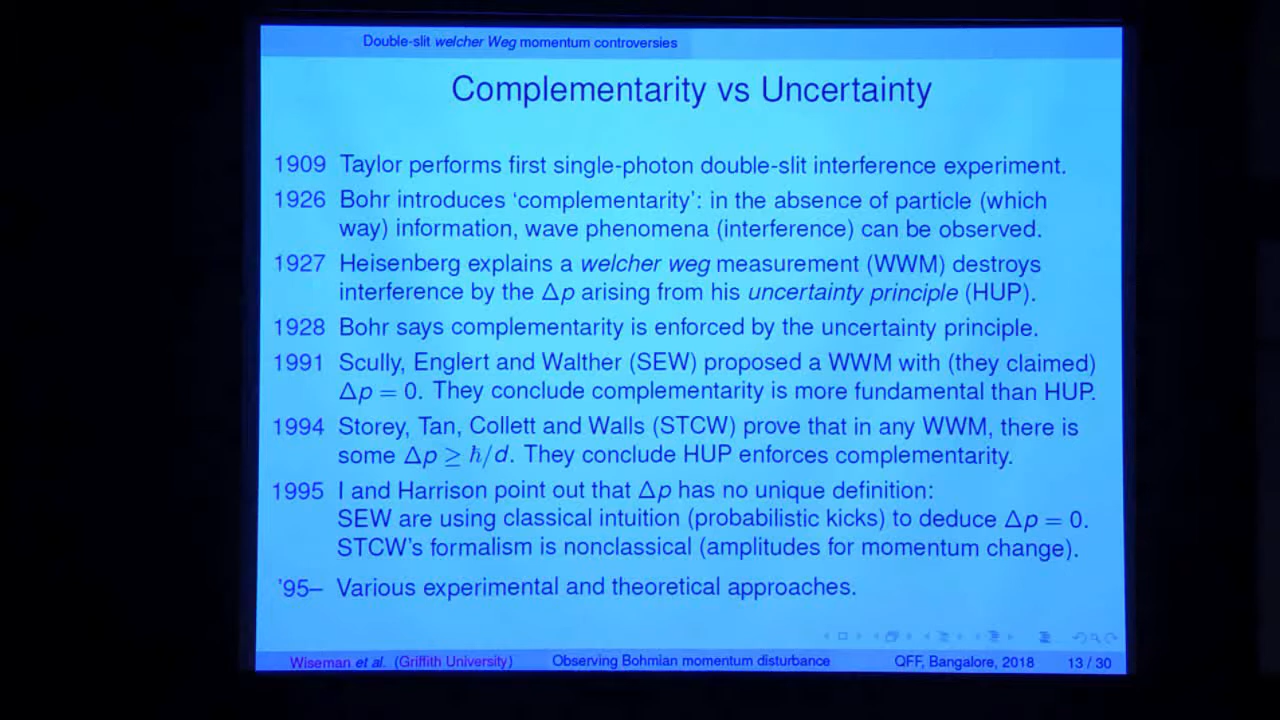 Double-slit welcher Weg momentum controversies
Complementarity vs Uncertainty
1909 Taylor performs first single-photon double-slit interference experiment.
1926 Bohr introduces ‘complementarity’: in the absence of particle (which
way) information, wave phenomena (interference) can be observed.
1927 Heisenberg explains a welcher weg measurement (WWM) destroys
interference by the Δp arising from his uncertainty principle (HUP).
1928 Bohr says complementarity is enforced by the uncertainty principle.
1991 Scully, Englert and Walther (SEW) proposed a WWM with (they claimed)
Δp = 0. They conclude complementarity is more fundamental than HUP.
1994 Storey, Tan, Collett and Walls (STCW) prove that in any WWM, there is
some Δp ≥ ħ/d. They conclude HUP enforces complementarity.
1995 I and Harrison point out that Δp has no unique definition:
SEW are using classical intuition (probabilistic kicks) to deduce Δp = 0.
STCW's formalism is nonclassical (amplitudes for momentum change).
'95– Various experimental and theoretical approaches.
Wiseman et al. (Griffith University) Observing Bohmian momentum disturbance QFF, Bangalore, 2018 13 / 30